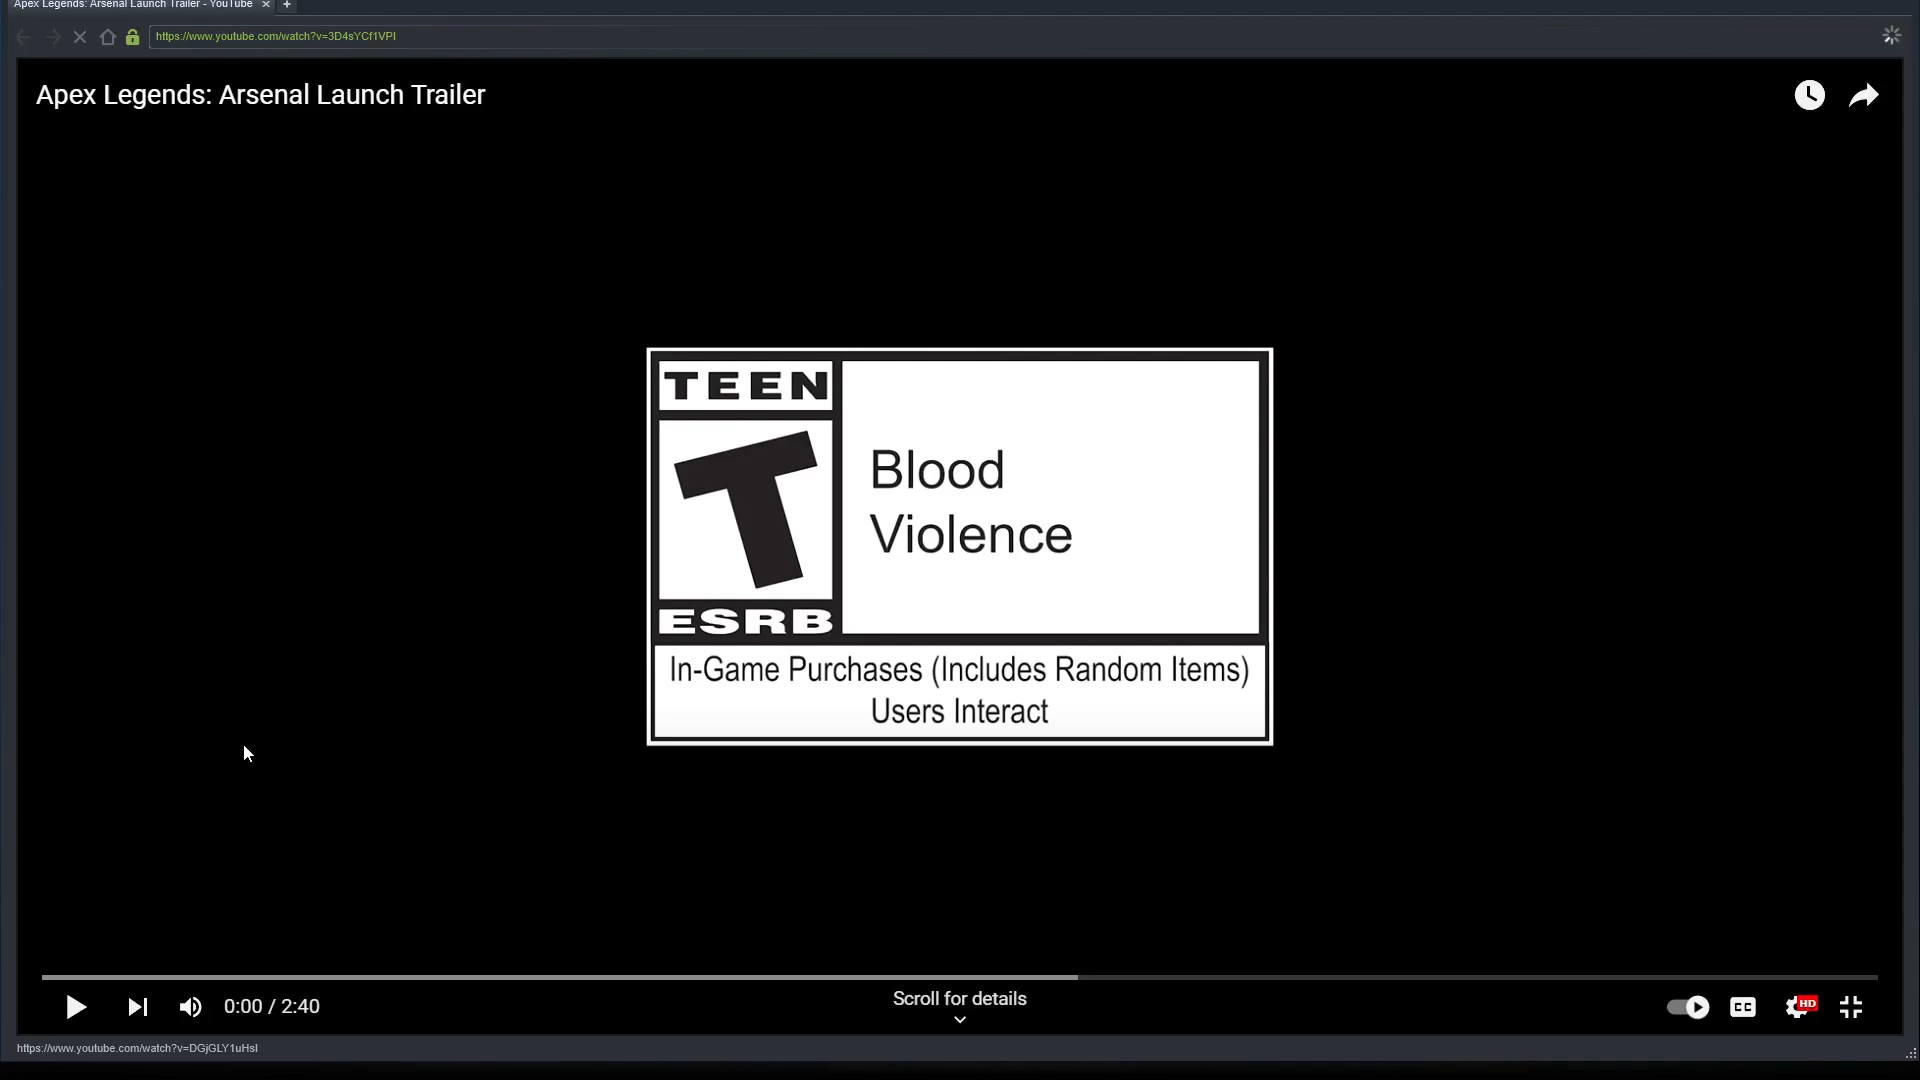 Apex Legends: Arsenal Launch Trailer - YouTube
https://www.youtube.com/watch?v=3D4sYCf1VPI
Apex Legends: Arsenal Launch Trailer
TEEN
T
ESRB
Blood
Violence
In-Game Purchases (Includes Random Items)
Users Interact
Scroll for details
0:00 / 2:40
CC
HD
https://www.youtube.com/watch?v=DGjGLY1uHsI